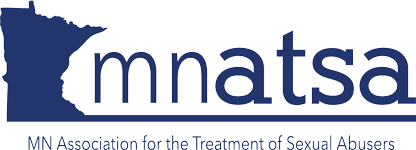 mnatsa
MN Association for the Treatment of Sexual Abusers